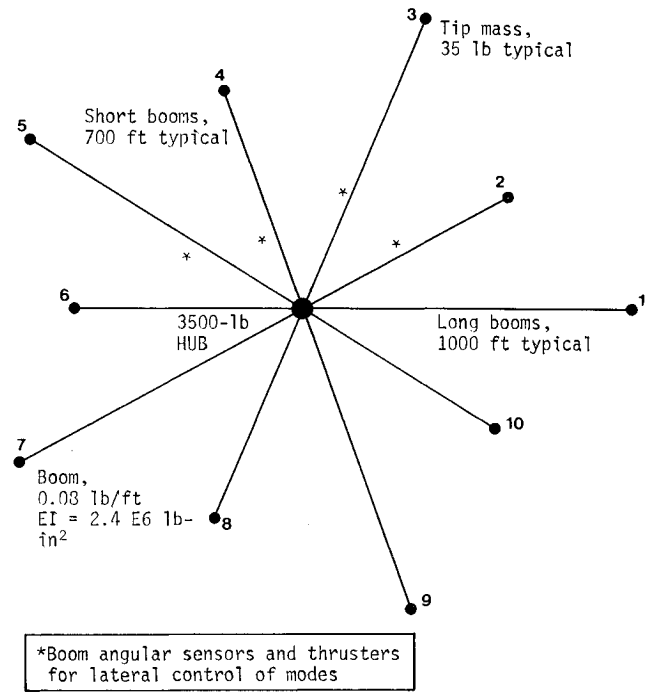 3
Tip mass,
35 lb typical
4
Short booms,
700 ft typical
5
2
*
*
*
*
6
1
3500-lb
HUB
Long booms,
1000 ft typical
10
7
Boom,
0.08 lb/ft
EI = 2.4 E6 lb-
in²
8
9
*Boom angular sensors and thrusters
for lateral control of modes